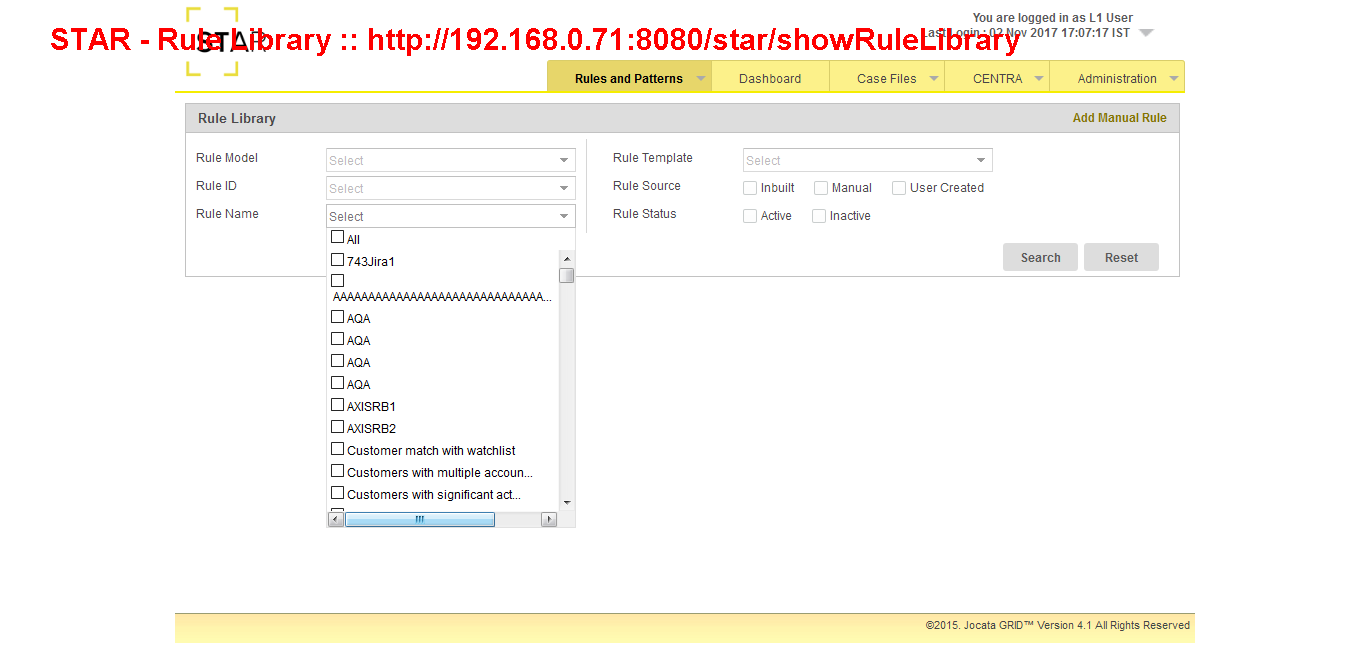 You are logged in as L1 User
STAR
STAR - Rule Library :: http://192.168.0.71:8080/star/showRuleLibrary
Last Login : 02 Nov 2017 17:07:17 IST
Rules and Patterns Dashboard Case Files CENTRA Administration
Rule Library Add Manual Rule
Rule Model Select Rule Template Select
Rule ID Select Rule Source Inbuilt Manual User Created
Rule Name Select Rule Status Active Inactive
All
Search Reset
743Jira1
AAAAAAAAAAAAAAAAAAAAAAAAAAAAAA...
AQA
AQA
AQA
AQA
AXISRB1
AXISRB2
Customer match with watchlist
Customers with multiple accoun...
Customers with significant act...
©2015. Jocata GRID™ Version 4.1 All Rights Reserved